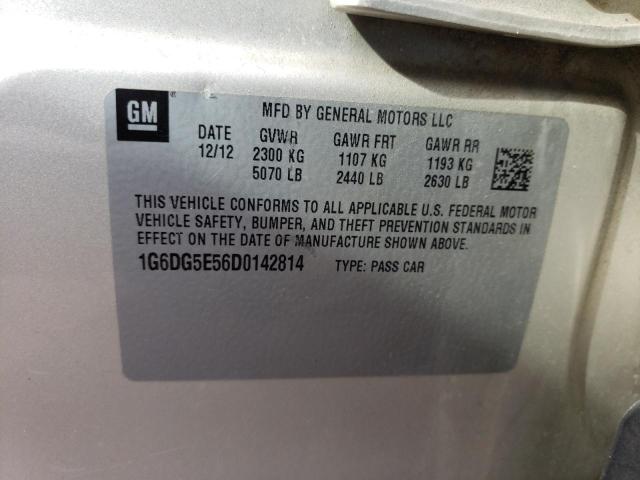 GM
MFD BY GENERAL MOTORS LLC
DATE GVWR GAWR FRT GAWR RR
12/12 2300 KG 1107 KG 1193 KG
5070 LB 2440 LB 2630 LB
THIS VEHICLE CONFORMS TO ALL APPLICABLE U.S. FEDERAL MOTOR
VEHICLE SAFETY, BUMPER, AND THEFT PREVENTION STANDARDS IN
EFFECT ON THE DATE OF MANUFACTURE SHOWN ABOVE.
1G6DG5E56D0142814 TYPE: PASS CAR